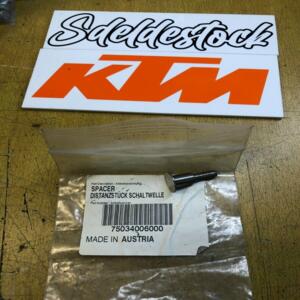 Sdeldestock
KTM
SPACER
DISTANZSTÜCK SCHALTWELLE
75034006000
MADE IN AUSTRIA